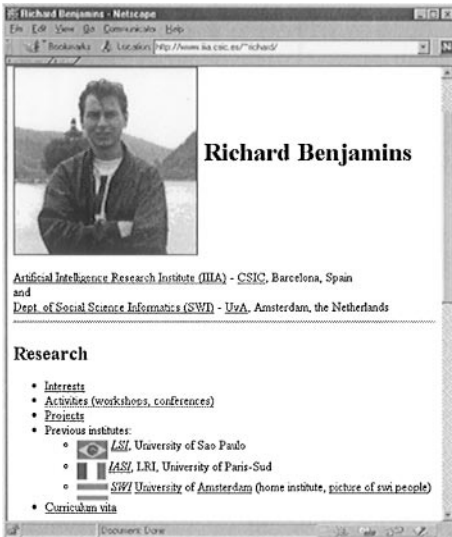 Richard Benjamins - Netscape
File Edit View Go Communicator Help
Bookmarks Location: http://www.iiia.csic.es/~richard/
N
Richard Benjamins
Artificial Intelligence Research Institute (IIIA) - CSIC, Barcelona, Spain
and
Dept. of Social Science Informatics (SWI) - UvA, Amsterdam, the Netherlands
Research
• Interests
• Activities (workshops, conferences)
• Projects
• Previous institutes:
LSI, University of Sao Paulo
IASI, LRI, University of Paris-Sud
SWI University of Amsterdam (home institute, picture of swi people)
• Curriculum vita
Document: Done